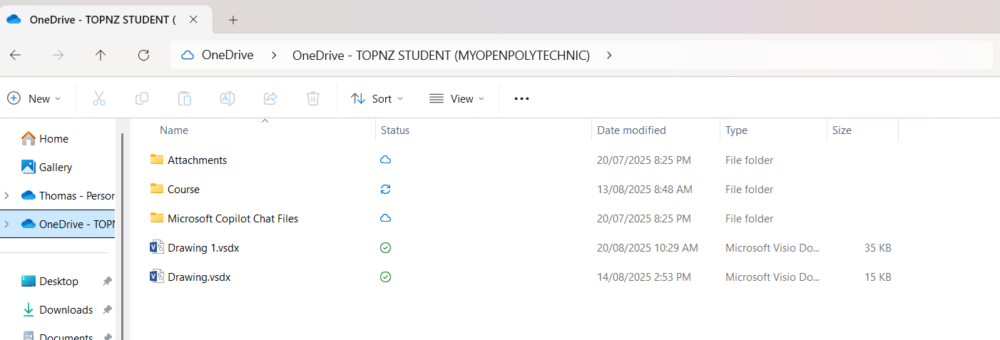 OneDrive - TOPNZ STUDENT (
OneDrive > OneDrive - TOPNZ STUDENT (MYOPENPOLYTECHNIC) >
New Sort View ...
Name Status Date modified Type Size
Home
Gallery
Thomas - Person
OneDrive - TOPN
Desktop
Downloads
Documents
Attachments 20/07/2025 8:25 PM File folder
Course 13/08/2025 8:48 AM File folder
Microsoft Copilot Chat Files 20/07/2025 8:25 PM File folder
Drawing 1.vsdx 20/08/2025 10:29 AM Microsoft Visio Do... 35 KB
Drawing.vsdx 14/08/2025 2:53 PM Microsoft Visio Do... 15 KB